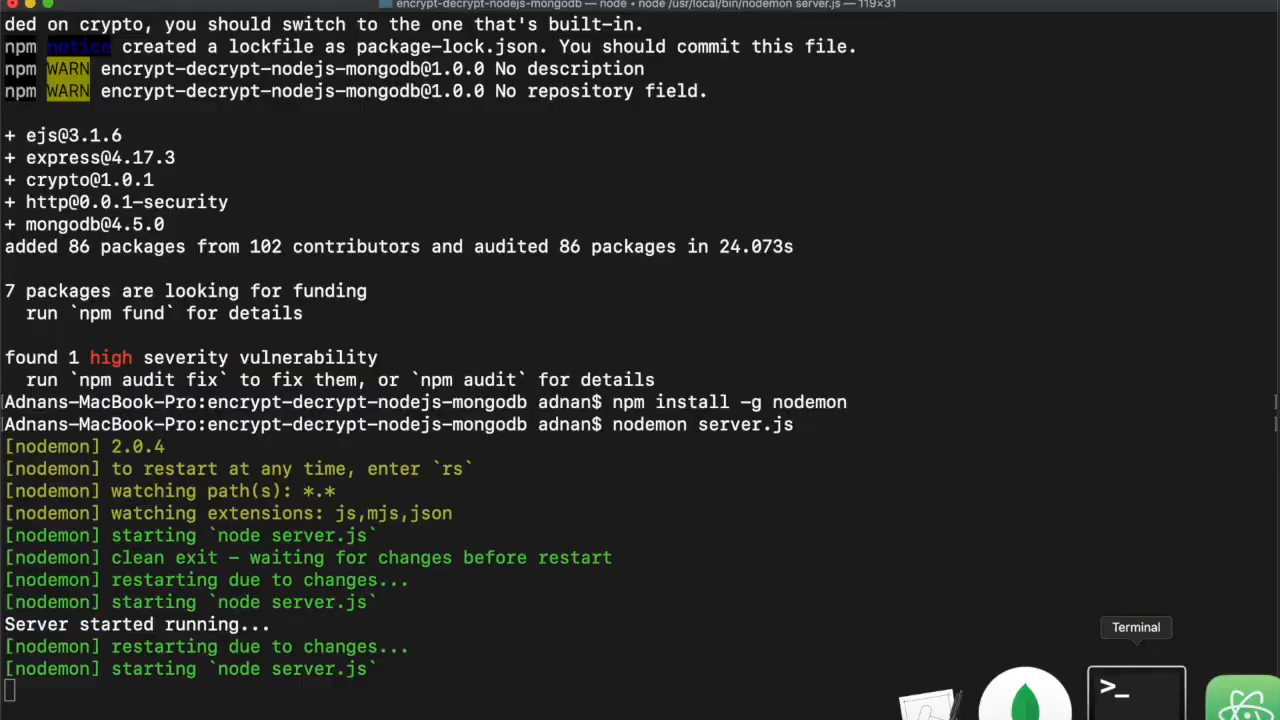 encrypt-decrypt-nodejs-mongodb — node • node /usr/local/bin/nodemon server.js — 119×31
ded on crypto, you should switch to the one that's built-in.
npm notice created a lockfile as package-lock.json. You should commit this file.
npm WARN encrypt-decrypt-nodejs-mongodb@1.0.0 No description
npm WARN encrypt-decrypt-nodejs-mongodb@1.0.0 No repository field.
+ ejs@3.1.6
+ express@4.17.3
+ crypto@1.0.1
+ http@0.0.1-security
+ mongodb@4.5.0
added 86 packages from 102 contributors and audited 86 packages in 24.073s
7 packages are looking for funding
run `npm fund` for details
found 1 high severity vulnerability
run `npm audit fix` to fix them, or `npm audit` for details
Adnans-MacBook-Pro:encrypt-decrypt-nodejs-mongodb adnan$ npm install -g nodemon
Adnans-MacBook-Pro:encrypt-decrypt-nodejs-mongodb adnan$ nodemon server.js
[nodemon] 2.0.4
[nodemon] to restart at any time, enter `rs`
[nodemon] watching path(s): *.*
[nodemon] watching extensions: js,mjs,json
[nodemon] starting `node server.js`
[nodemon] clean exit - waiting for changes before restart
[nodemon] restarting due to changes...
[nodemon] starting `node server.js`
Server started running...
[nodemon] restarting due to changes...
[nodemon] starting `node server.js`
Terminal
>_